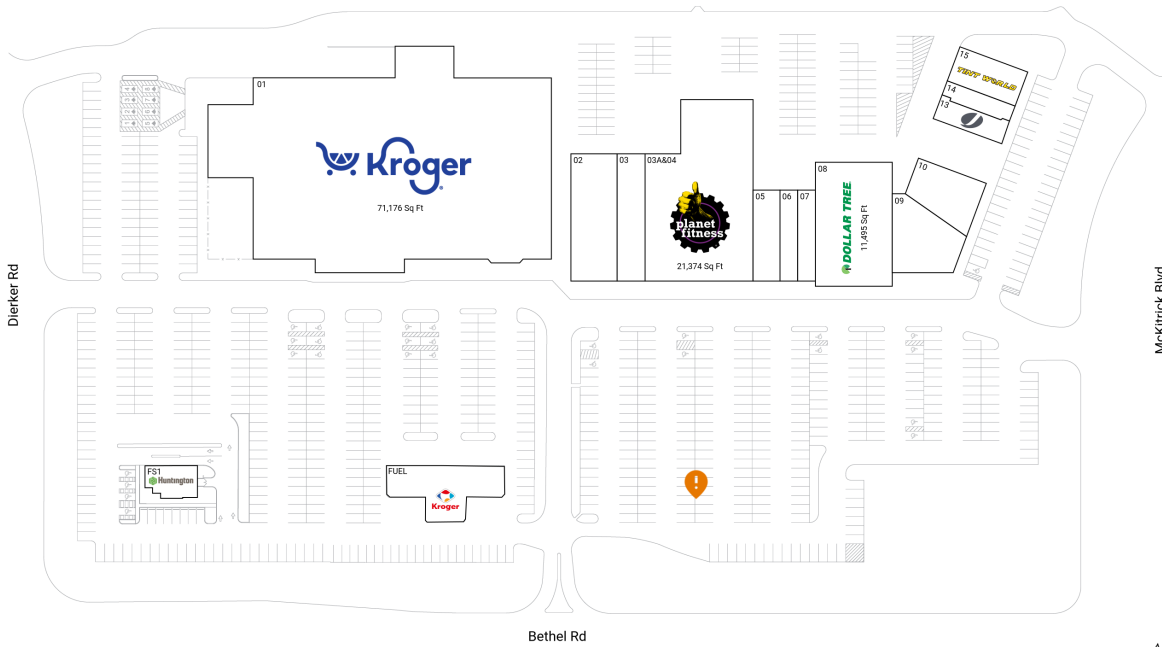 15
TINT WORLD
14
13
01
Kroger
71,176 Sq Ft
02
03
03A&04
planet
fitness
21,374 Sq Ft
05
06
07
08
DOLLAR TREE
11,495 Sq Ft
09
10
Dierker Rd
McKitrick Blvd
FS1
Huntington
FUEL
Kroger
!
Bethel Rd